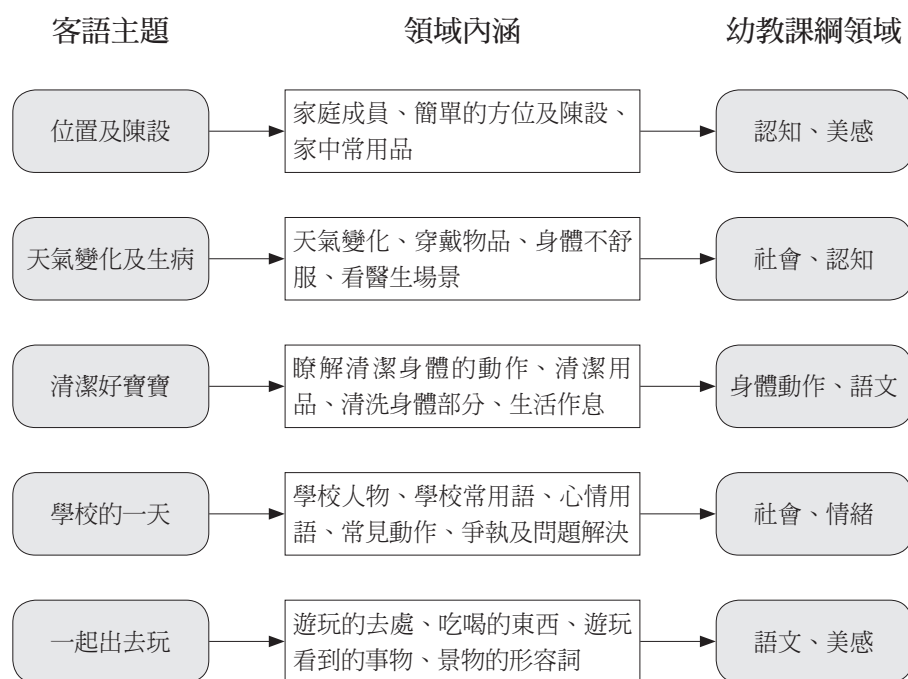 客語主題 領域內涵 幼教課綱領域
位置及陳設
家庭成員、簡單的方位及陳設、
家中常用品
認知、美感
天氣變化及生病
天氣變化、穿戴物品、身體不舒
服、看醫生場景
社會、認知
清潔好寶寶
瞭解清潔身體的動作、清潔用
品、清洗身體部分、生活作息
身體動作、語文
學校的一天
學校人物、學校常用語、心情用
語、常見動作、爭執及問題解決
社會、情緒
一起出去玩
遊玩的去處、吃喝的東西、遊玩
看到的事物、景物的形容詞
語文、美感